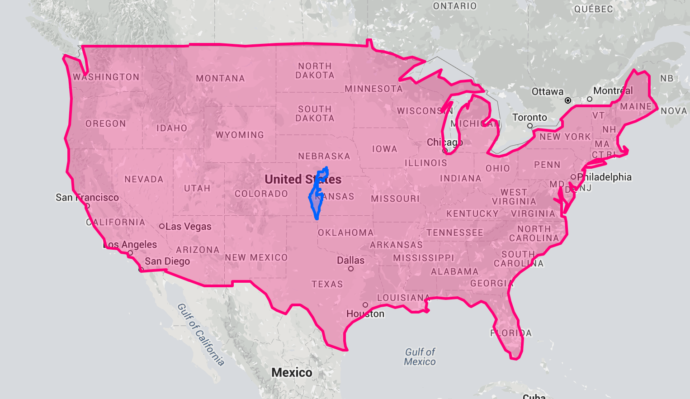 ONTARIO
QUÉBEC
WASHINGTON
MONTANA
NORTH
DAKOTA
MINNESOTA
Ottawa
Montréal
NB
MAINE
NOVA
OREGON
IDAHO
WYOMING
SOUTH
DAKOTA
WISCONSIN
MICHIGAN
Toronto
VT
NH
NEW YORK
MA
CT RI
Chicago
NEBRASKA
IOWA
ILLINOIS
INDIANA
OHIO
PENN
Philadelphia
MD
DE
NJ
NEVADA
UTAH
COLORADO
United States
KANSAS
MISSOURI
WEST
VIRGINIA
KENTUCKY
VIRGINIA
San Francisco
CALIFORNIA
Las Vegas
Los Angeles
San Diego
ARIZONA
NEW MEXICO
OKLAHOMA
ARKANSAS
TENNESSEE
NORTH
CAROLINA
SOUTH
CAROLINA
Dallas
MISSISSIPPI
ALABAMA
GEORGIA
TEXAS
LOUISIANA
Houston
FLORIDA
Gulf of California
Gulf of
Mexico
Mexico
Cuba